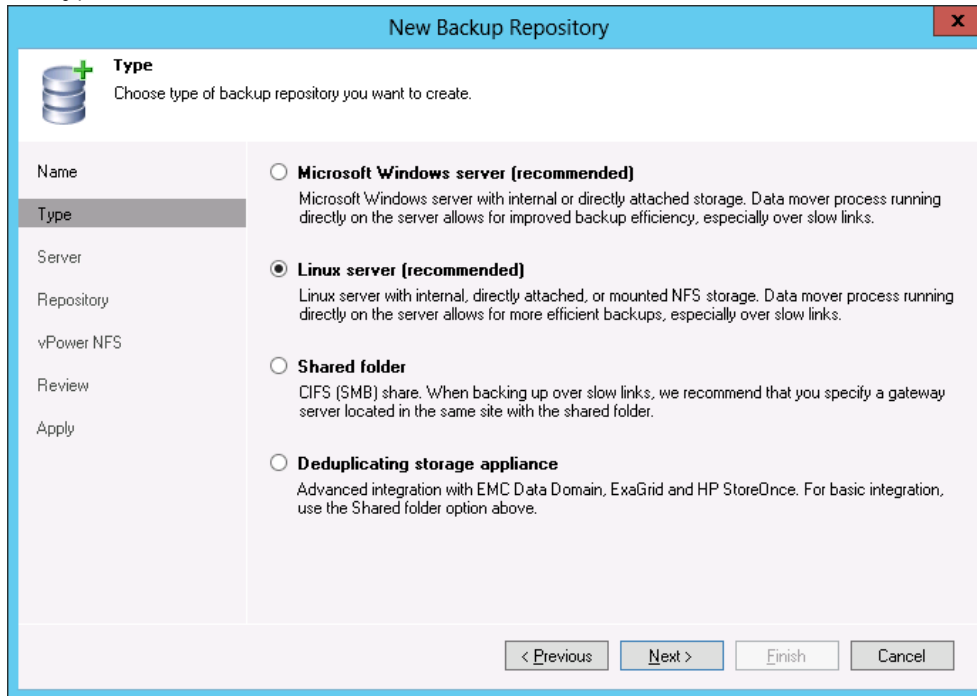 New Backup Repository
x
Type
Choose type of backup repository you want to create.
Name
Type
Server
Repository
vPower NFS
Review
Apply
Microsoft Windows server (recommended)
Microsoft Windows server with internal or directly attached storage. Data mover process running
directly on the server allows for improved backup efficiency, especially over slow links.
Linux server (recommended)
Linux server with internal, directly attached, or mounted NFS storage. Data mover process running
directly on the server allows for more efficient backups, especially over slow links.
Shared folder
CIFS (SMB) share. When backing up over slow links, we recommend that you specify a gateway
server located in the same site with the shared folder.
Deduplicating storage appliance
Advanced integration with EMC Data Domain, ExaGrid and HP StoreOnce. For basic integration,
use the Shared folder option above.
< Previous
Next >
Finish
Cancel